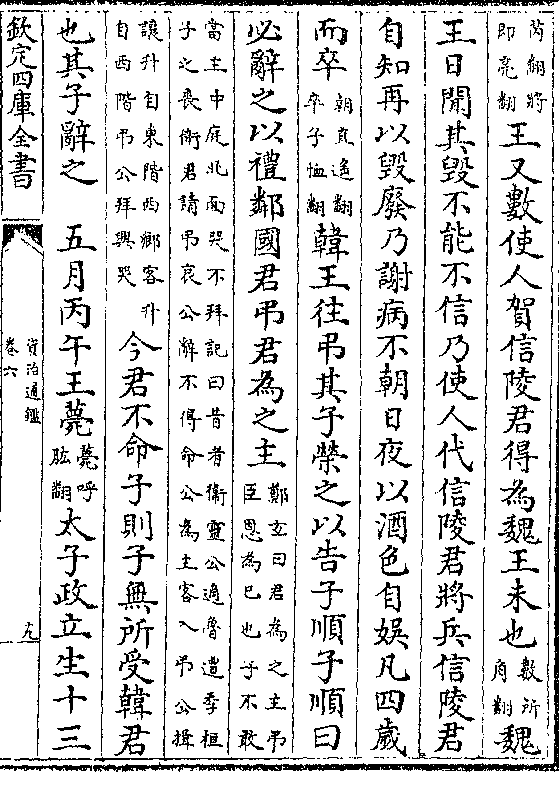 芮翻將
即亮翻
王又數使人賀信陵君得為魏王未也
數所
角翻
魏
王日聞其毀不能不信乃使人代信陵君將兵信陵君
自知再以毀廢乃謝病不朝日夜以酒色自娛凡四歲
而卒
朝直遥翻
卒子恤翻
韓王往弔其子榮之以告子順子順曰
必辭之以禮鄰國君弔君為之主
鄭玄曰君為之主弔
臣恩為已也子不敢
當主中庭北面哭不拜記曰昔者衛靈公適魯遭季桓
子之喪衛君請弔哀公辭不得命公為主客入弔公揖
讓升自東階西鄉客升
自西階弔公拜興哭
今君不命子則子無所受韓君
也其子辭之　五月丙午王薨
薨呼
肱翻
太子政立生十三
欽定四庫全書
資治通鑑
卷六
十九